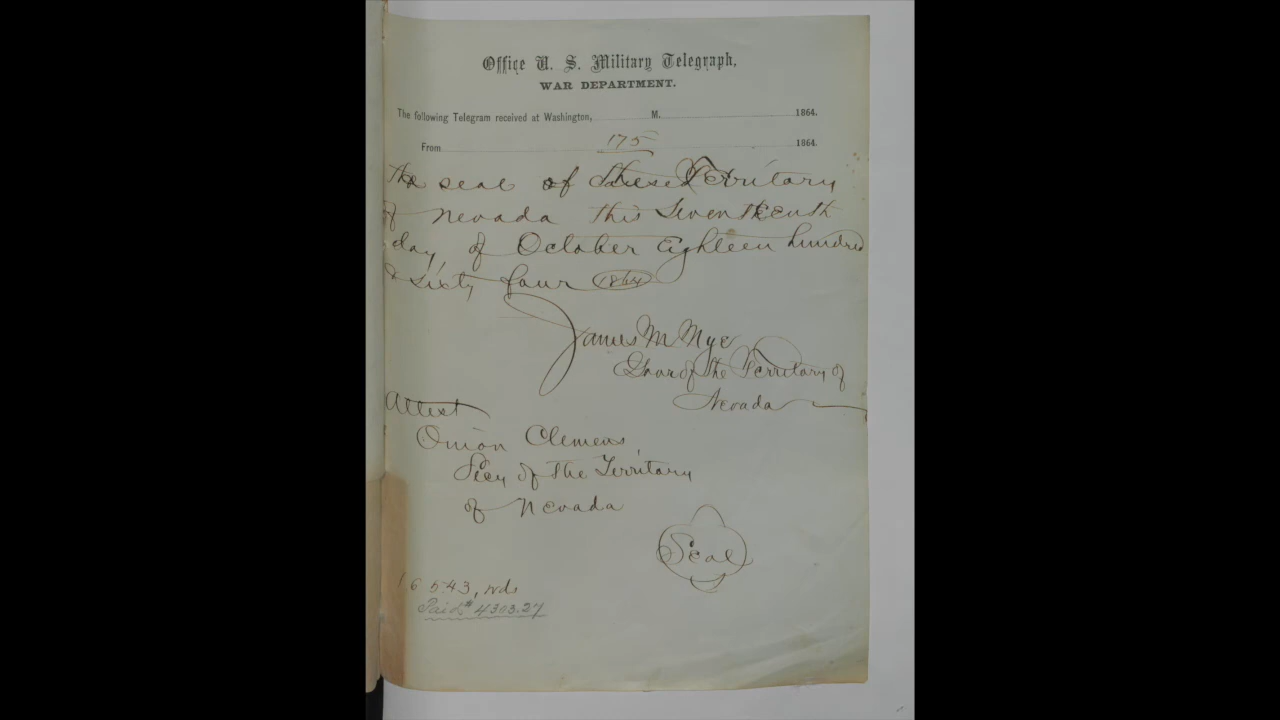 Office U. S. Military Telegraph,
WAR DEPARTMENT.
The following Telegram received at Washington, M. 1864.
From 175 1864.
The seal of the Territory
of Nevada this Seventeenth
day of October Eighteen hundred
& sixty four 1864
James M Nye
Govr of the Territory of
Nevada
Attest
Orion Clemens
Secy of the Territory
of Nevada
Seal
16543, wds
Paid $ 4303.27